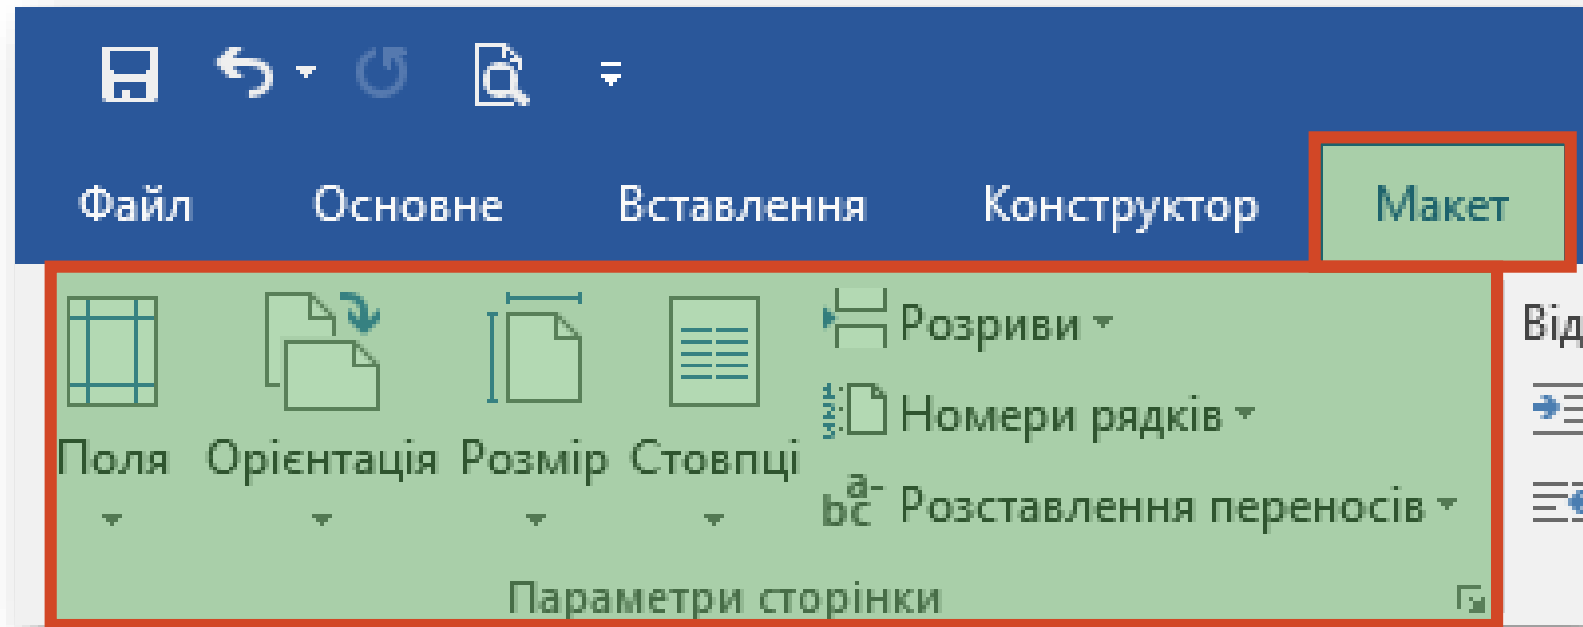 Файл Основне Вставлення Конструктор Макет
Поля Орієнтація Розмір Стовпці
Розриви
Номери рядків
Розставлення переносів
Параметри сторінки